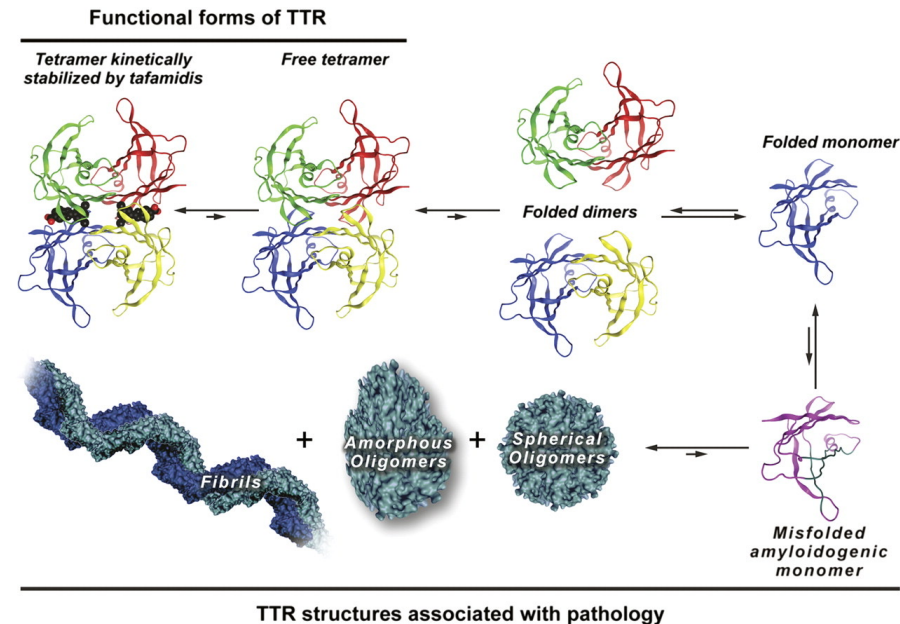 Functional forms of TTR
Tetramer kinetically
stabilized by tafamidis
Free tetramer
Folded monomer
Folded dimers
Fibrils
+
Amorphous
Oligomers
+
Spherical
Oligomers
Misfolded
amyloidogenic
monomer
TTR structures associated with pathology